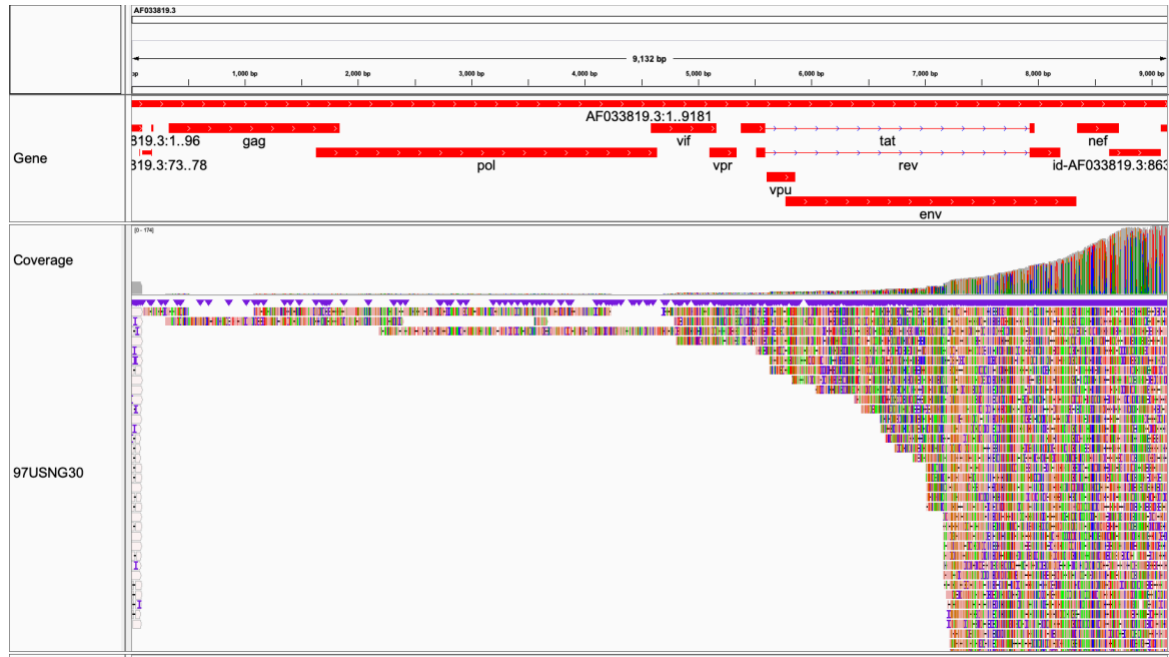 AF033819.3
9,132 bp
bp 1,000 bp 2,000 bp 3,000 bp 4,000 bp 5,000 bp 6,000 bp 7,000 bp 8,000 bp 9,000 bp
Gene
AF033819.3:1..9181
819.3:1..96 gag vif tat nef
819.3:73..78 pol vpr rev id-AF033819.3:863
vpu
env
Coverage
[0 - 174]
97USNG30